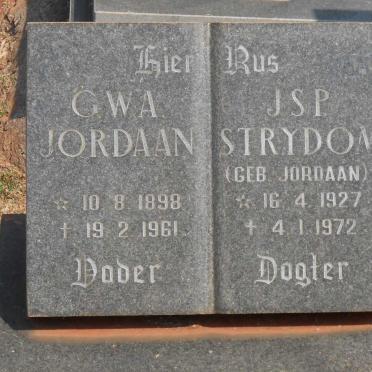 Hier Rus
GWA
JORDAAN
☆ 10 8 1898
† 19 2 1961
Vader
JSP
STRYDOM
(GEB JORDAAN)
☆ 16 4 1927
† 4 1 1972
Dogter